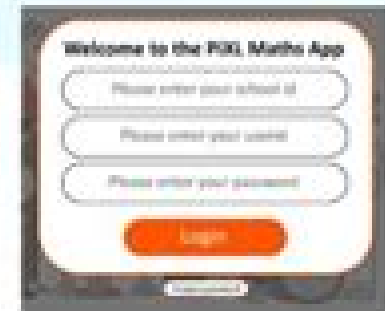 Welcome to the PiXL Maths App
Please enter your school id
Please enter your userid
Please enter your password
Login